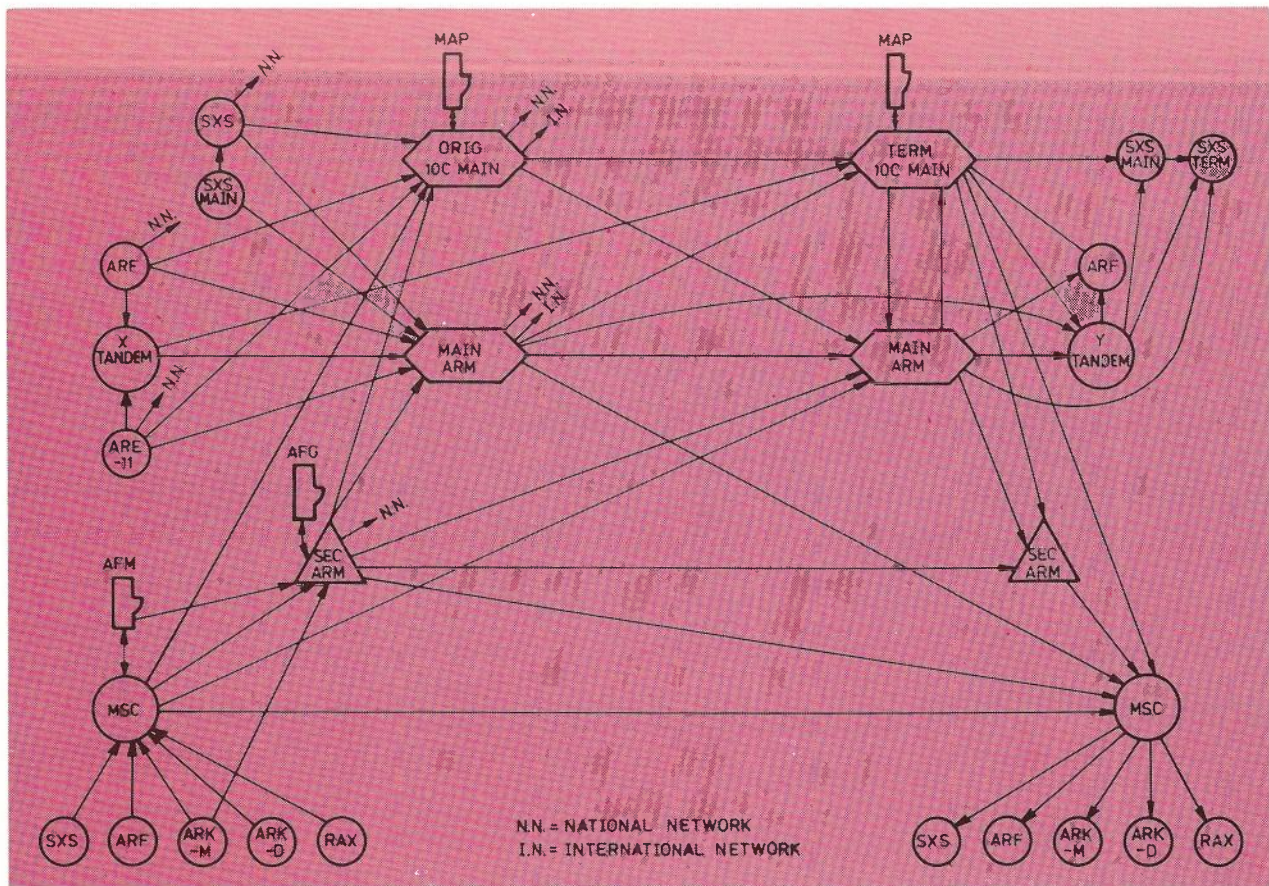 MAP
MAP
N.N.
N.N.
I.N.
SXS
ORIG
10C MAIN
TERM
10C MAIN
SXS
MAIN
SXS
TERM
SXS
MAIN
N.N.
ARF
ARF
N.N.
I.N.
X
TANDEM
MAIN
ARM
MAIN
ARM
Y
TANDEM
N.N.
ARE
-11
AFG
N.N.
SEC
ARM
SEC
ARM
AFM
MSC
MSC
SXS
ARF
ARK
-M
ARK
-D
RAX
N.N. = NATIONAL NETWORK
I.N. = INTERNATIONAL NETWORK
SXS
ARF
ARK
-M
ARK
-D
RAX